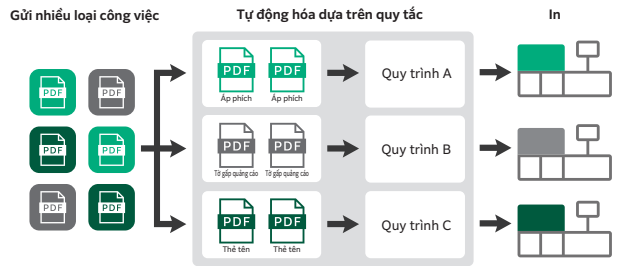 Gửi nhiều loại công việc
Tự động hóa dựa trên quy tắc
In
PDF PDF
PDF PDF
PDF PDF
PDF PDF
Áp phích Áp phích
Quy trình A
PDF PDF
Tờ gấp quảng cáo Tờ gấp quảng cáo
Quy trình B
PDF PDF
Thẻ tên Thẻ tên
Quy trình C